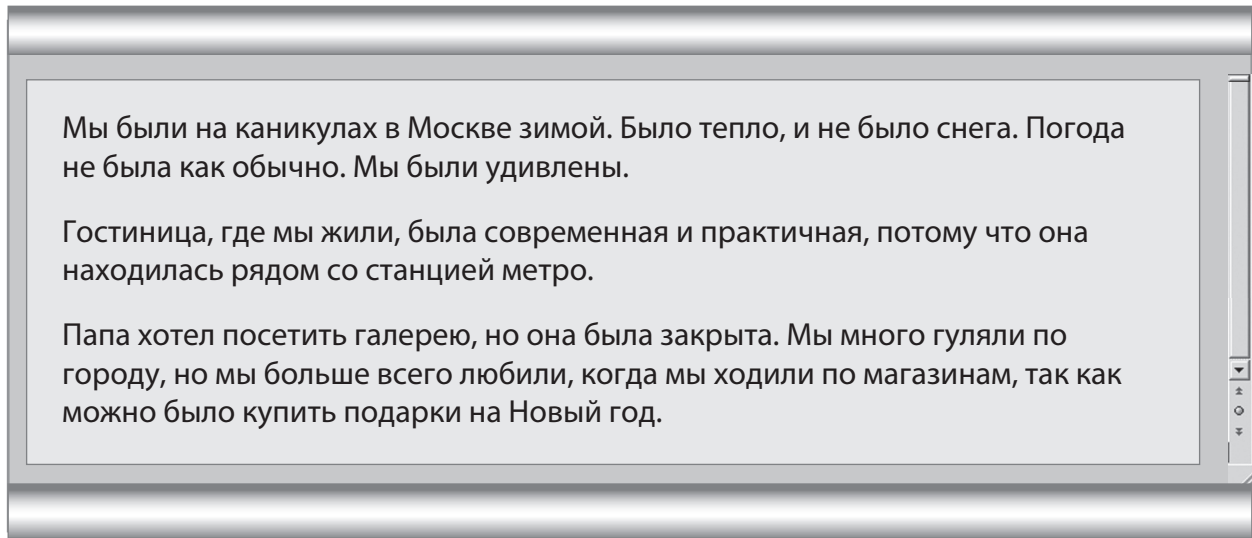 Мы были на каникулах в Москве зимой. Было тепло, и не было снега. Погода
не была как обычно. Мы были удивлены.
Гостиница, где мы жили, была современная и практичная, потому что она
находилась рядом со станцией метро.
Папа хотел посетить галерею, но она была закрыта. Мы много гуляли по
городу, но мы больше всего любили, когда мы ходили по магазинам, так как
можно было купить подарки на Новый год.